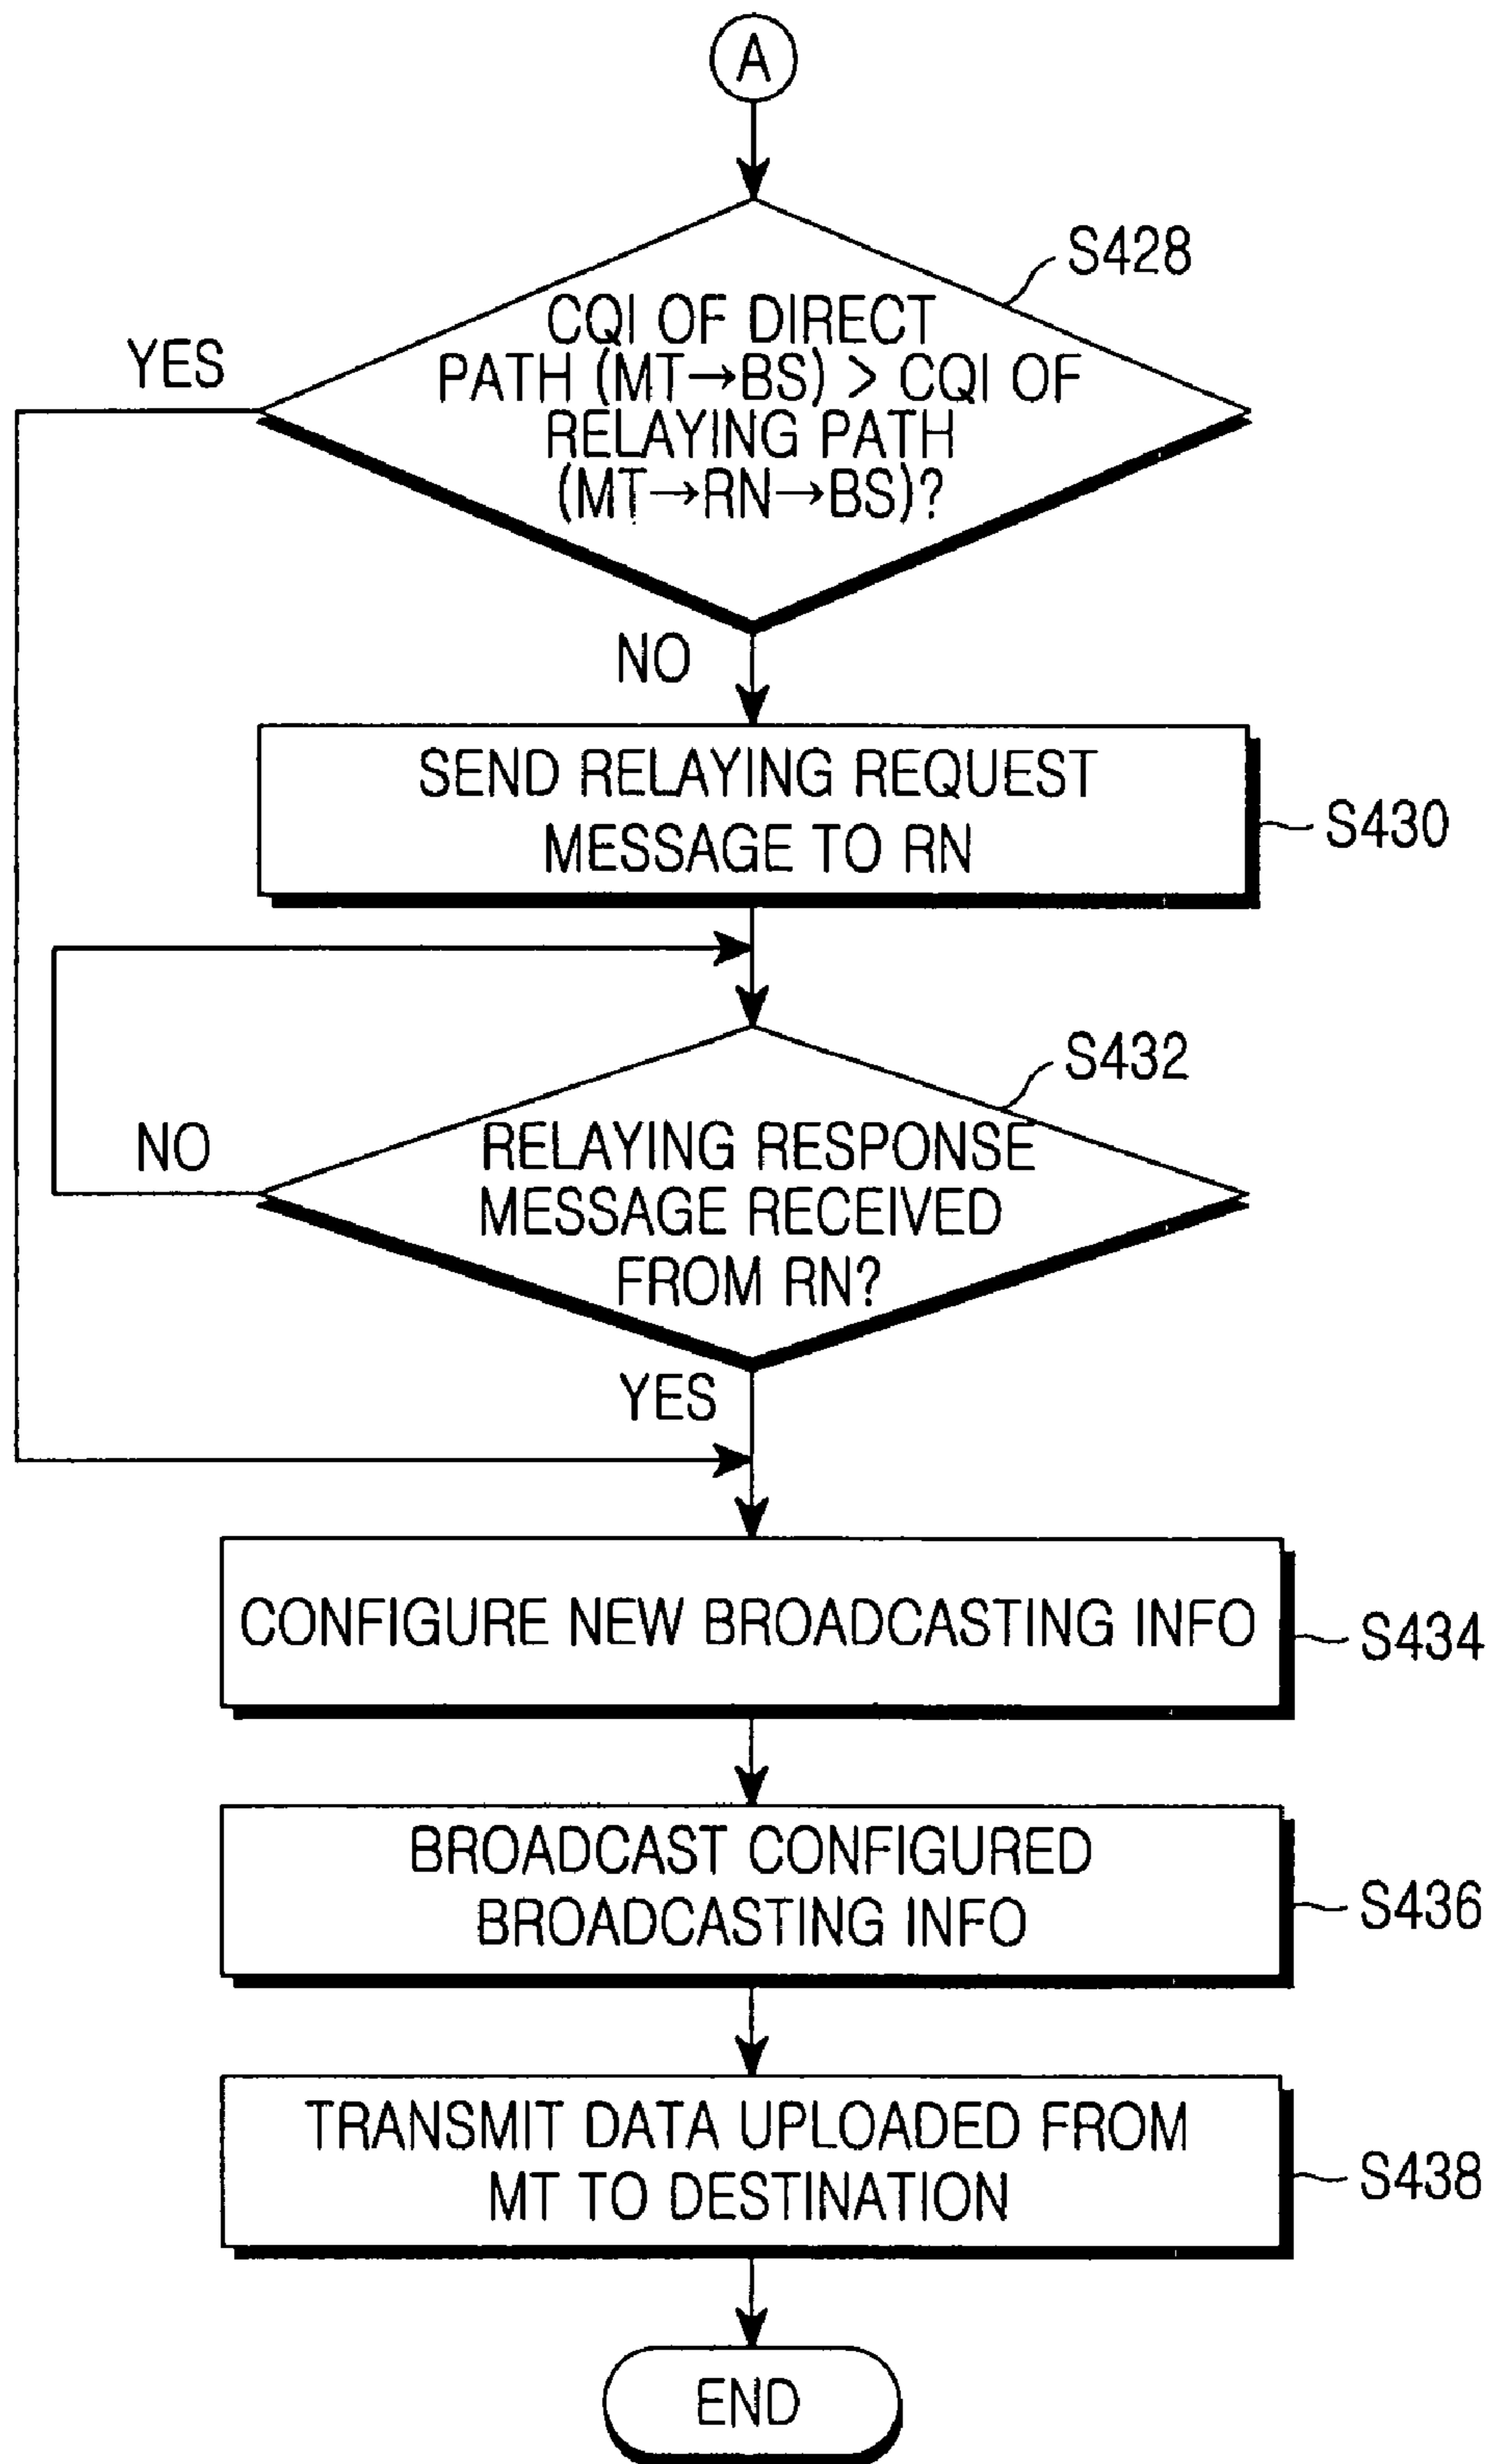 A
S428
CQI OF DIRECT
PATH (MT→BS) > CQI OF
RELAYING PATH
(MT→RN→BS)?
YES
NO
SEND RELAYING REQUEST
MESSAGE TO RN
S430
S432
RELAYING RESPONSE
MESSAGE RECEIVED
FROM RN?
NO
YES
CONFIGURE NEW BROADCASTING INFO
S434
BROADCAST CONFIGURED
BROADCASTING INFO
S436
TRANSMIT DATA UPLOADED FROM
MT TO DESTINATION
S438
END